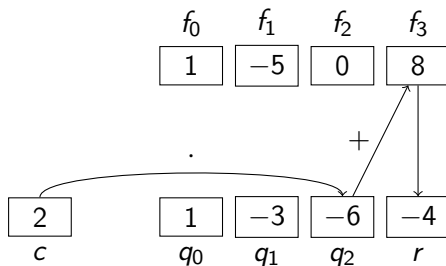 f₀ f₁ f₂ f₃
1 −5 0 8
+
·
2 1 −3 −6 −4
c q₀ q₁ q₂ r